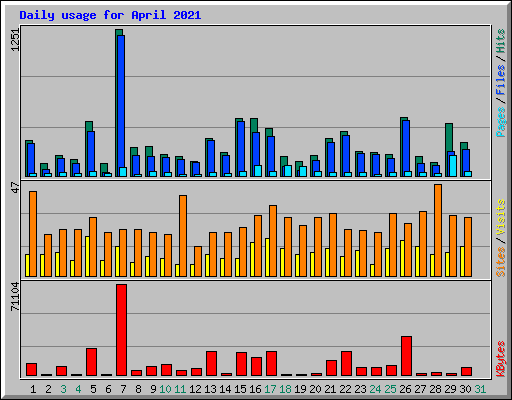 Daily usage for April 2021
1251
Pages / Files / Hits
47
Sites / Visits
71104
KBytes
1 2 3 4 5 6 7 8 9 10 11 12 13 14 15 16 17 18 19 20 21 22 23 24 25 26 27 28 29 30 31